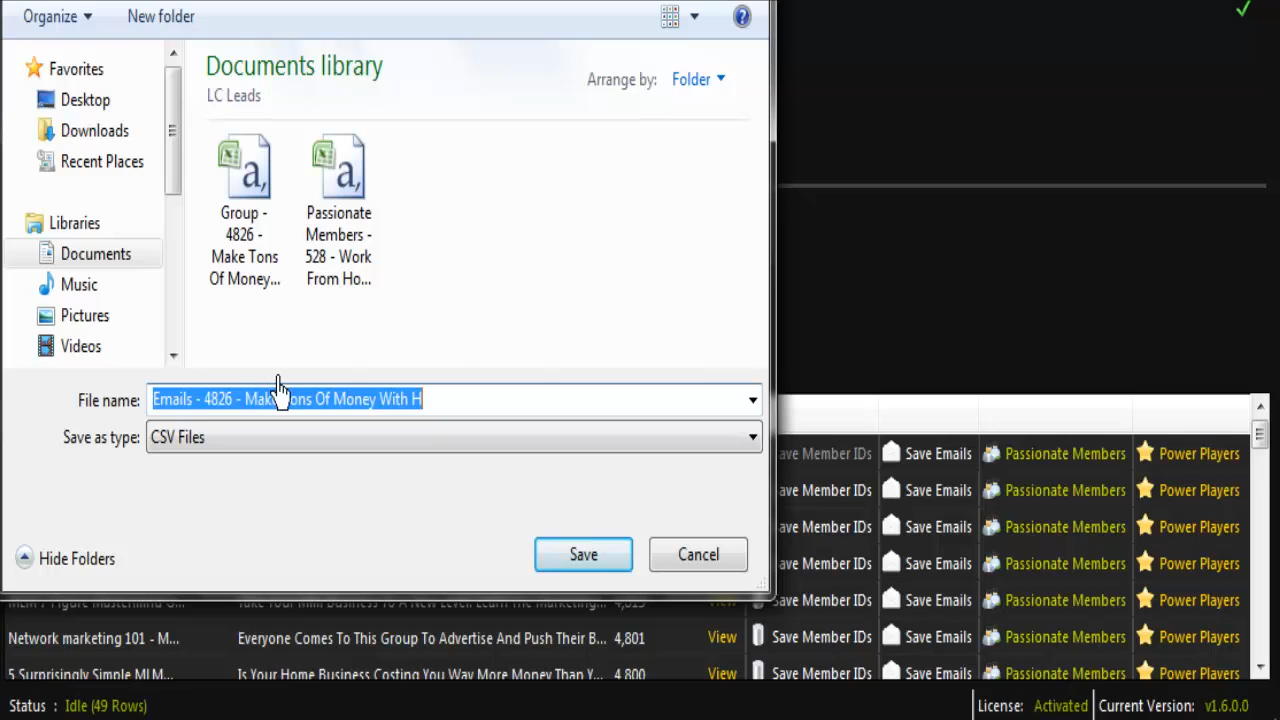 Organize
New folder
Favorites
Desktop
Downloads
Recent Places
Libraries
Documents
Music
Pictures
Videos
Documents library
LC Leads
Arrange by: Folder
Group -
4826 -
Make Tons
Of Money...
Passionate
Members -
528 - Work
From Ho...
File name: Emails - 4826 - Make Tons Of Money With H
Save as type: CSV Files
Hide Folders
Save
Cancel
ave Member IDs Save Emails Passionate Members Power Players
ave Member IDs Save Emails Passionate Members Power Players
ave Member IDs Save Emails Passionate Members Power Players
ave Member IDs Save Emails Passionate Members Power Players
ave Member IDs Save Emails Passionate Members Power Players
Network marketing 101 - M... Everyone Comes To This Group To Advertise And Push Their B... 4,801 View Save Member IDs Save Emails Passionate Members Power Players
5 Surprisingly Simple MLM... Is Your Home Business Costing You Way More Money Than Y... 4,800 View Save Member IDs Save Emails Passionate Members Power Players
Status : Idle (49 Rows)
License: Activated
Current Version: v1.6.0.0